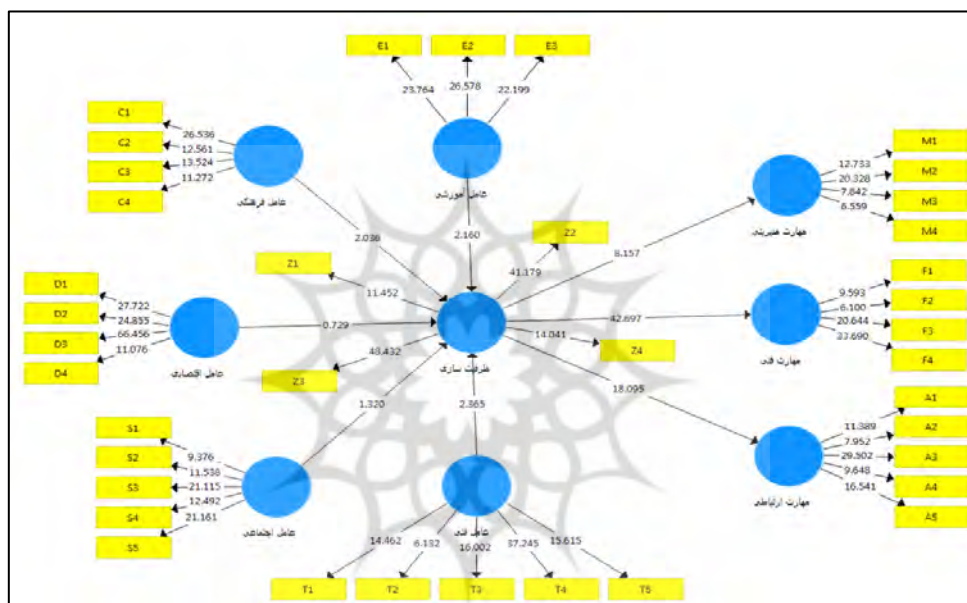 E1 E2 E3
23.764 26.578 22.199
عامل آموزشی
C1
C2
C3
C4
26.536
12.561
13.524
11.272
عامل فرهنگی
M1
M2
M3
M4
12.733
20.328
7.842
8.559
مهارت مدیریتی
2.036
2.160
8.157
Z1
11.452
Z2
41.179
D1
D2
D3
D4
27.722
24.855
66.456
11.076
عامل اقتصادی
0.729
ظرفیت سازی
42.697
F1
F2
F3
F4
9.593
6.100
20.644
33.690
مهارت فنی
Z3
48.432
Z4
14.041
18.095
1.320
2.365
S1
S2
S3
S4
S5
9.376
11.538
21.115
12.492
21.161
عامل اجتماعی
عامل فنی
A1
A2
A3
A4
A5
11.389
7.952
29.502
9.648
16.541
مهارت ارتباطی
14.462 6.132 16.002 37.245 15.615
T1 T2 T3 T4 T5